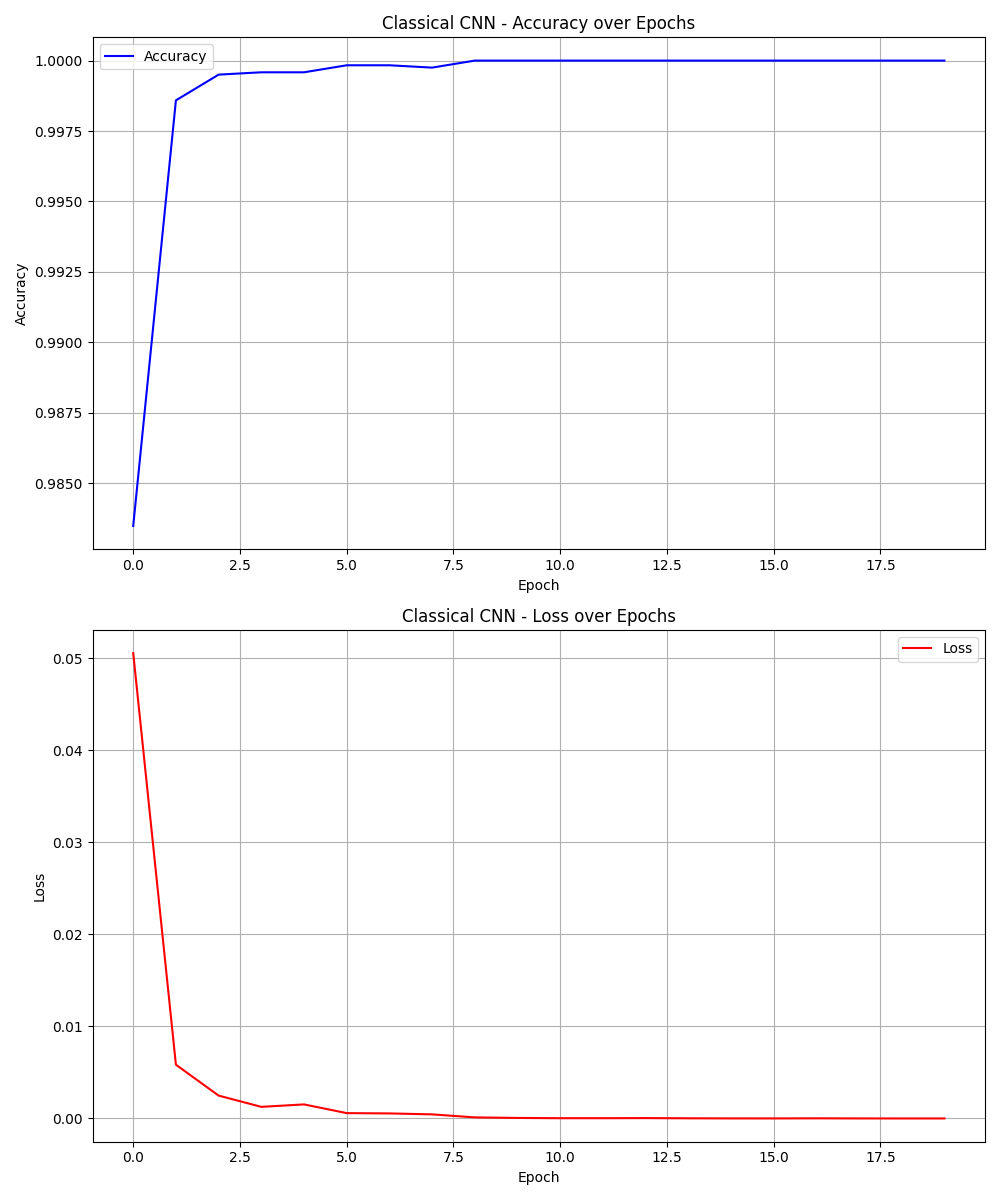 Classical CNN - Accuracy over Epochs
Accuracy
1.0000
0.9975
0.9950
0.9925
0.9900
0.9875
0.9850
Accuracy
0.0 2.5 5.0 7.5 10.0 12.5 15.0 17.5
Epoch
Classical CNN - Loss over Epochs
Loss
0.05
0.04
0.03
0.02
0.01
0.00
Loss
0.0 2.5 5.0 7.5 10.0 12.5 15.0 17.5
Epoch